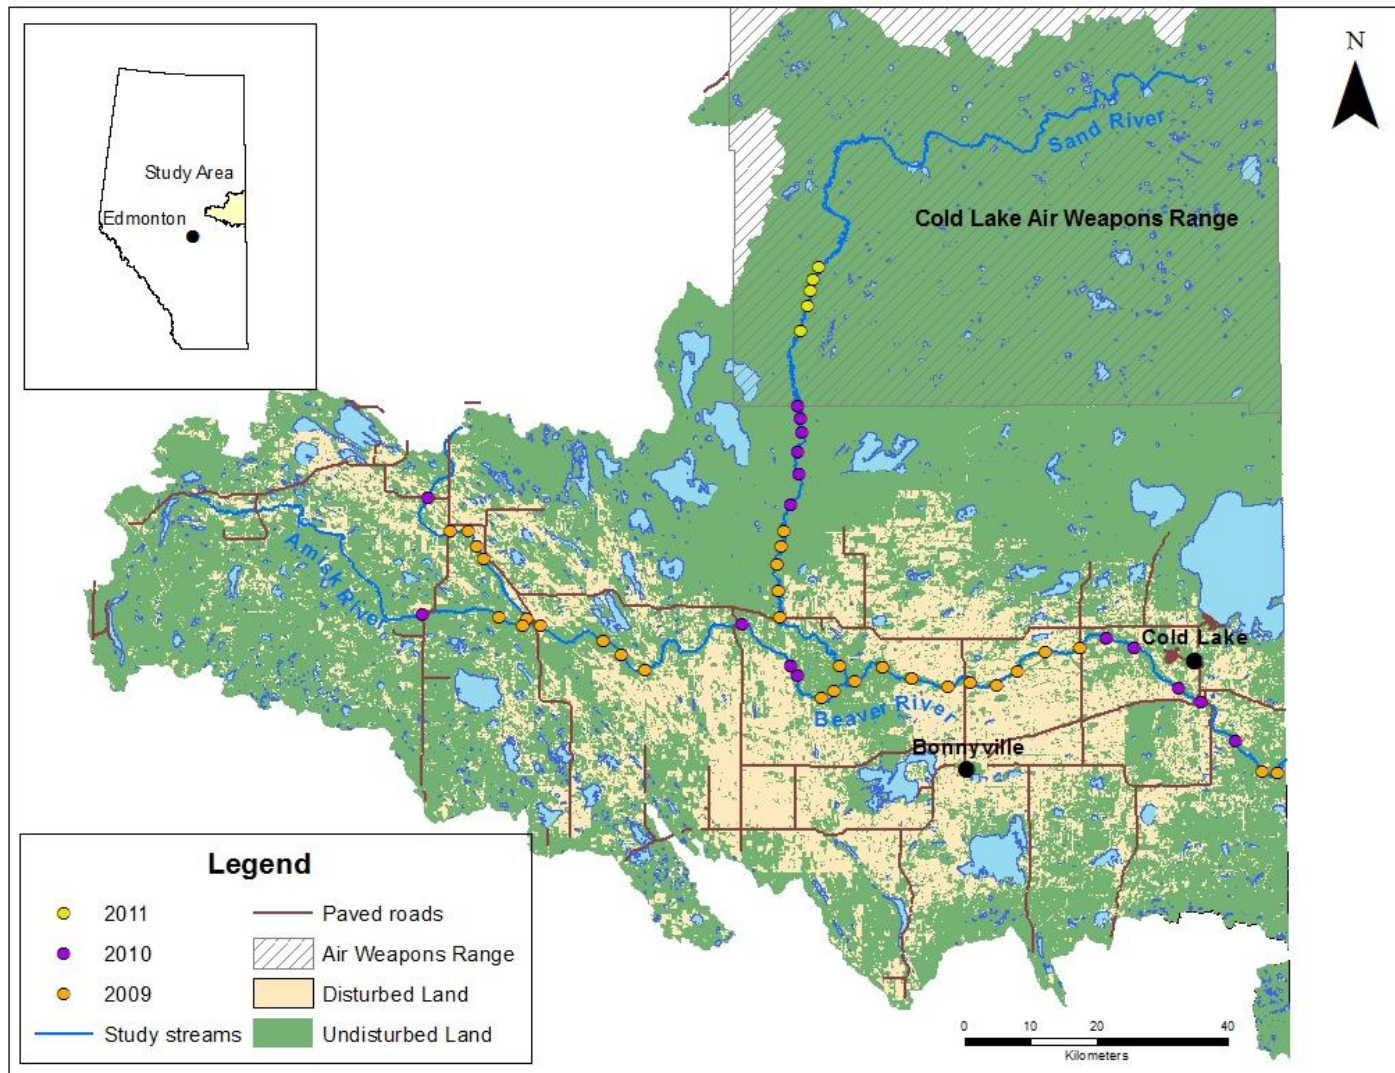 N
Study Area
Edmonton
Sand River
Cold Lake Air Weapons Range
Amisk River
Cold Lake
Beaver River
Bonnyville
Legend
2011
2010
2009
Study streams
Paved roads
Air Weapons Range
Disturbed Land
Undisturbed Land
0 10 20 40
Kilometers